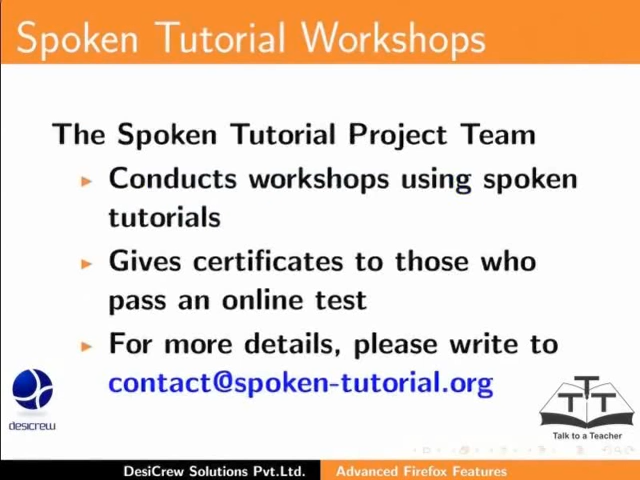 Spoken Tutorial Workshops
The Spoken Tutorial Project Team
Conducts workshops using spoken
tutorials
Gives certificates to those who
pass an online test
For more details, please write to
contact@spoken-tutorial.org
desicrew
TTT
Talk to a Teacher
DesiCrew Solutions Pvt.Ltd. Advanced Firefox Features